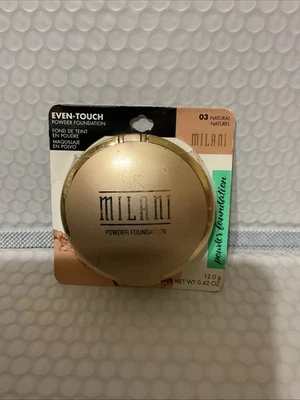 EVEN-TOUCH
POWDER FOUNDATION
FOND DE TEINT
EN POUDRE
MAQUILLAJE
EN POLVO
03 NATURAL
NATUREL
MILANI
MILANI
POWDER FOUNDATION
powder foundation
12.0 g
NET WT 0.42 OZ